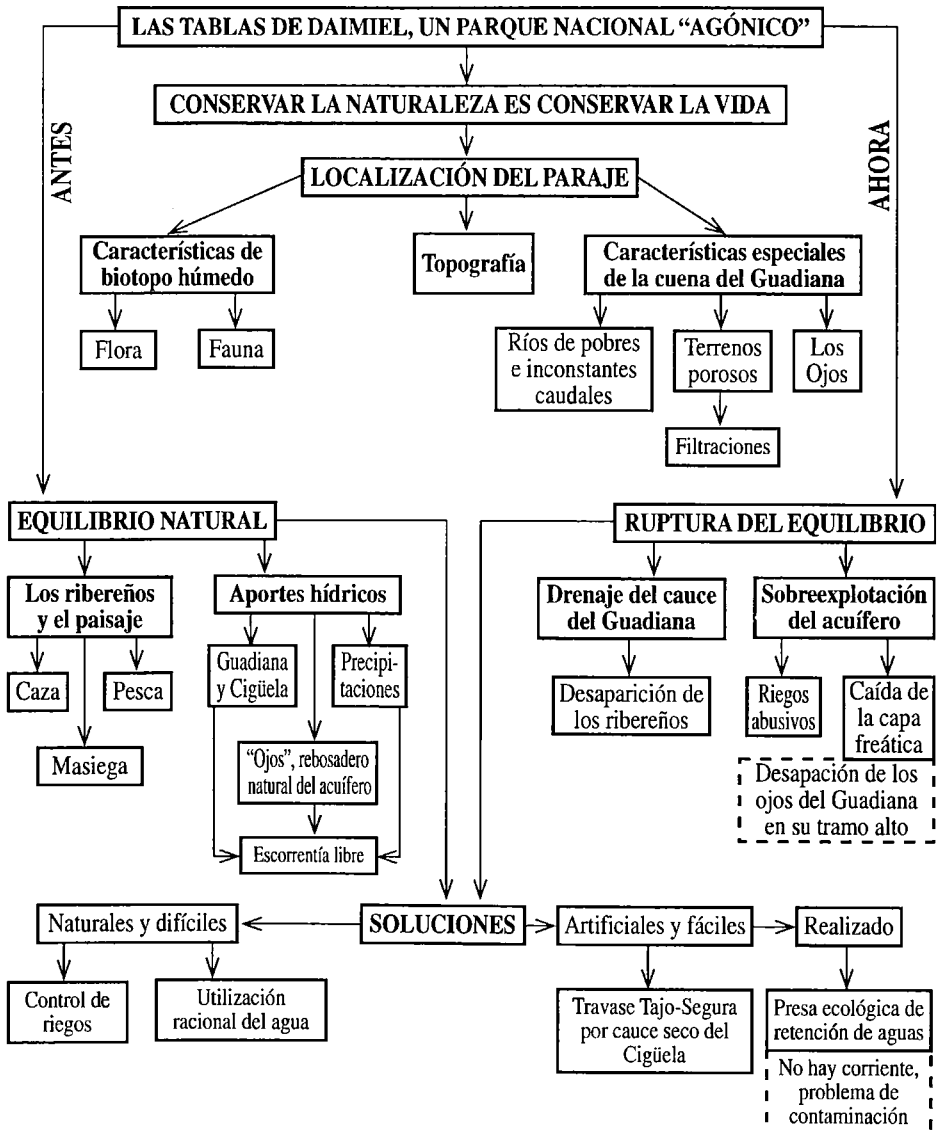 LAS TABLAS DE DAIMIEL, UN PARQUE NACIONAL “AGÓNICO”
CONSERVAR LA NATURALEZA ES CONSERVAR LA VIDA
ANTES
AHORA
LOCALIZACIÓN DEL PARAJE
Características de
biotopo húmedo
Topografía
Características especiales
de la cuena del Guadiana
Flora
Fauna
Ríos de pobres
e inconstantes
caudales
Terrenos
porosos
Los
Ojos
Filtraciones
EQUILIBRIO NATURAL
RUPTURA DEL EQUILIBRIO
Los ribereños
y el paisaje
Aportes hídricos
Drenaje del cauce
del Guadiana
Sobreexplotación
del acuífero
Caza
Pesca
Masiega
Guadiana
y Cigüela
Precipi-
taciones
“Ojos”, rebosadero
natural del acuífero
Escorrentía libre
Desaparición de
los ribereños
Riegos
abusivos
Caída de
la capa
freática
Desapación de los
ojos del Guadiana
en su tramo alto
Naturales y difíciles
SOLUCIONES
Artificiales y fáciles
Realizado
Control de
riegos
Utilización
racional del agua
Travase Tajo-Segura
por cauce seco del
Cigüela
Presa ecológica de
retención de aguas
No hay corriente,
problema de
contaminación